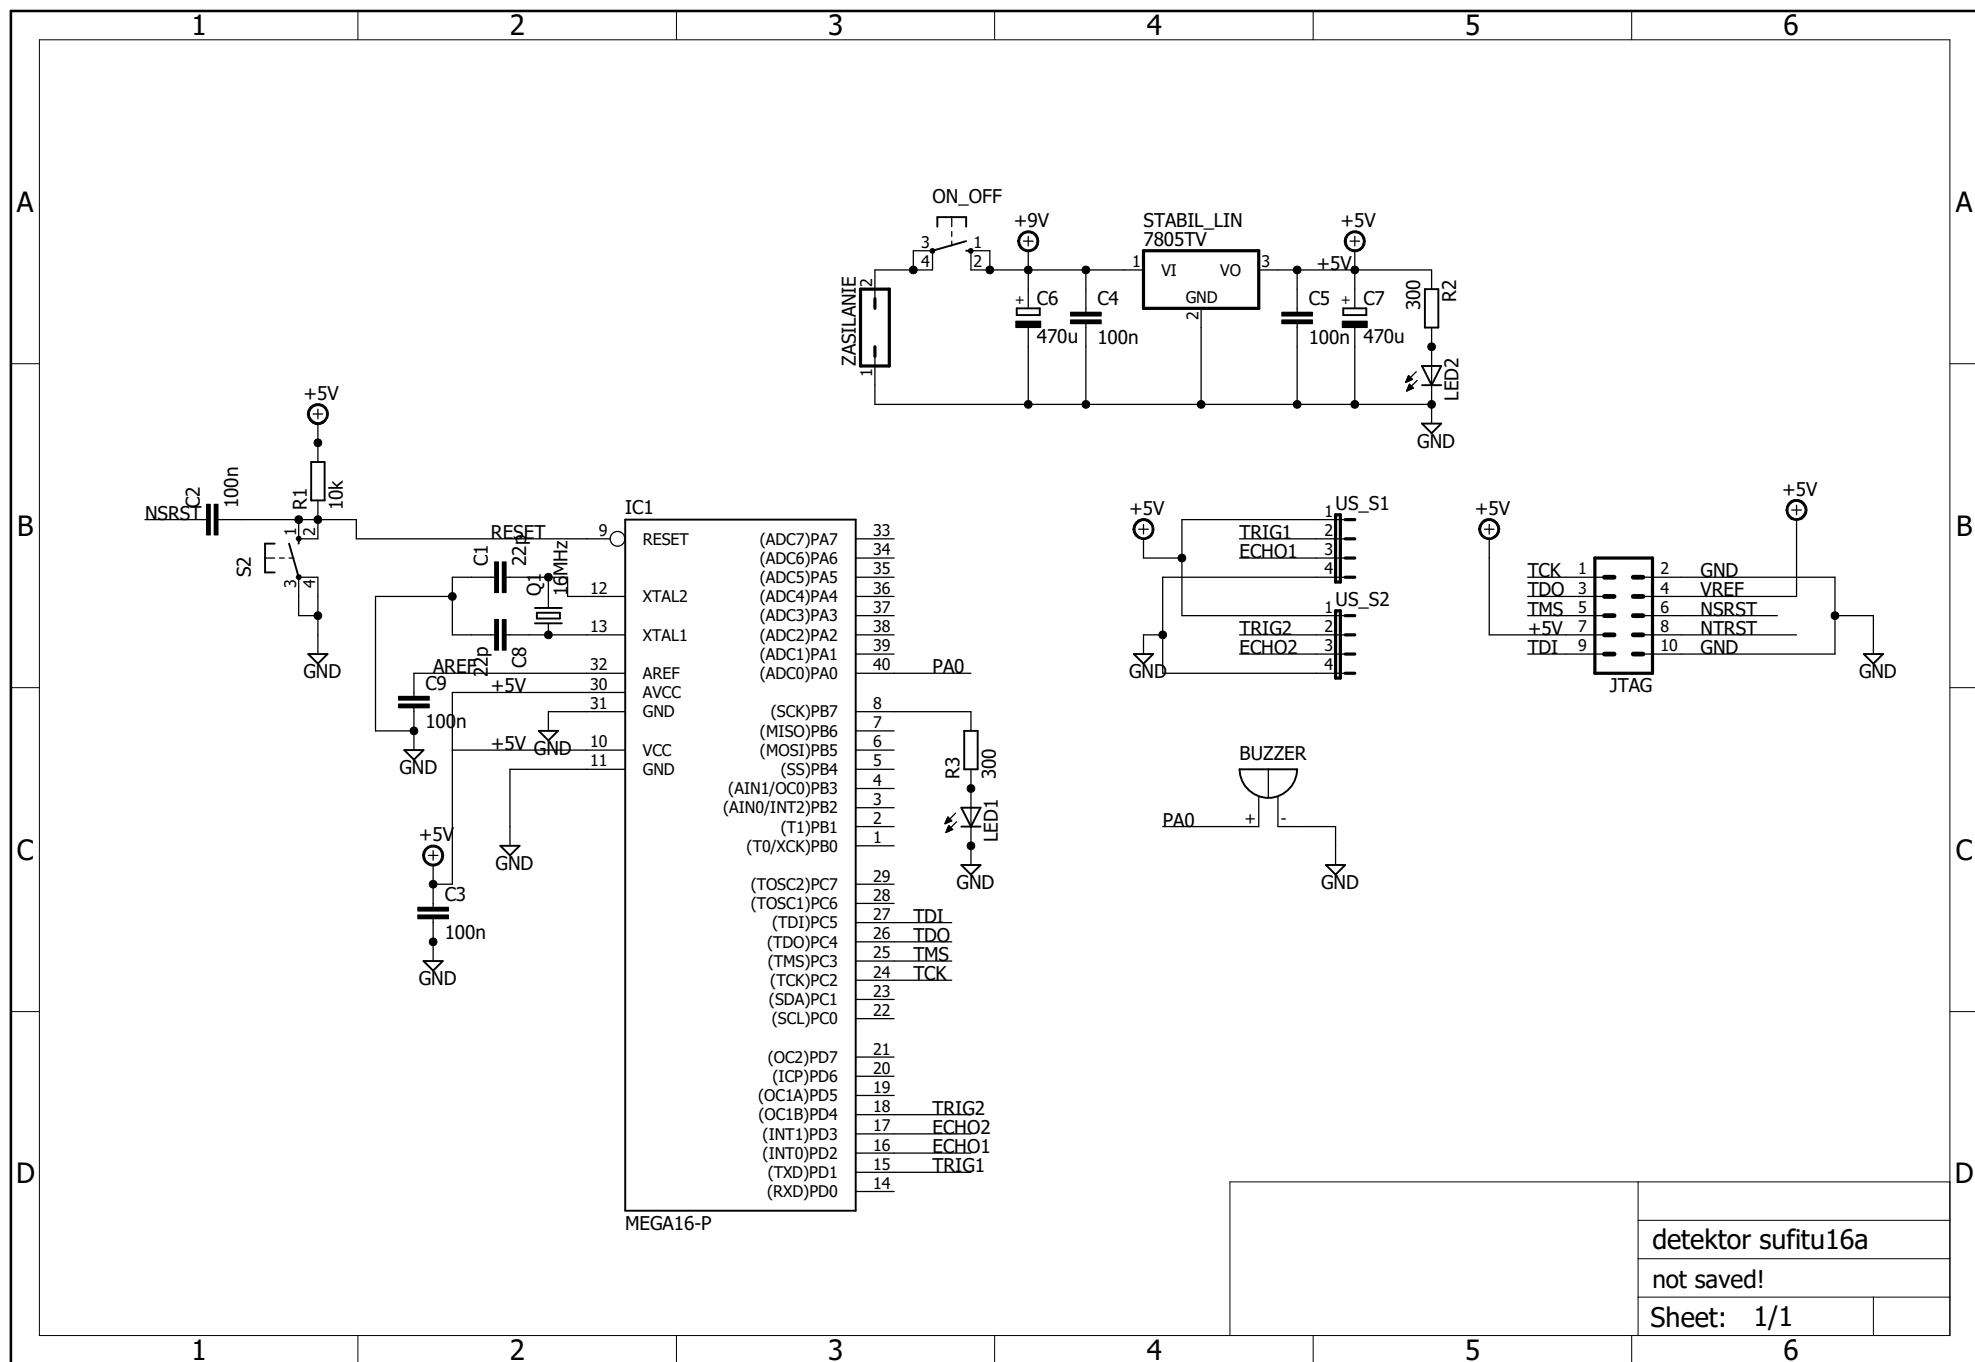 1 2 3 4 5 6
A A
ON_OFF
+9V
STABIL_LIN
7805TV
+5V
3 1
4 2
1 VI VO 3
+5V
GND
2
ZASILANIE
2
1
C6
+
470u
C4
100n
C5
100n
C7
+
470u
300
R2
LED2
GND
+5V
R1
10k
C2
100n
NSRST
S2
1 2
3 4
GND
B B
IC1
RESET 9 RESET
C1
22p
Q1
16MHz
12 XTAL2
13 XTAL1
22p
C8
AREF 32 AREF
+5V 30 AVCC
31 GND
GND
+5V 10 VCC
11 GND
GND
C9
100n
GND
+5V
C3
100n
GND
(ADC7)PA7 33
(ADC6)PA6 34
(ADC5)PA5 35
(ADC4)PA4 36
(ADC3)PA3 37
(ADC2)PA2 38
(ADC1)PA1 39
(ADC0)PA0 40 PA0
(SCK)PB7 8
(MISO)PB6 7
(MOSI)PB5 6
(SS)PB4 5
(AIN1/OC0)PB3 4
(AIN0/INT2)PB2 3
(T1)PB1 2
(T0/XCK)PB0 1
(TOSC2)PC7 29
(TOSC1)PC6 28
(TDI)PC5 27 TDI
(TDO)PC4 26 TDO
(TMS)PC3 25 TMS
(TCK)PC2 24 TCK
(SDA)PC1 23
(SCL)PC0 22
(OC2)PD7 21
(ICP)PD6 20
(OC1A)PD5 19
(OC1B)PD4 18 TRIG2
(INT1)PD3 17 ECHO2
(INT0)PD2 16 ECHO1
(TXD)PD1 15 TRIG1
(RXD)PD0 14
MEGA16-P
R3
300
LED1
GND
+5V
US_S1
1
TRIG1 2
ECHO1 3
4
US_S2
1
TRIG2 2
ECHO2 3
4
GND
BUZZER
PA0 + -
GND
+5V
+5V
TCK 1 2 GND
TDO 3 4 VREF
TMS 5 6 NSRST
+5V 7 8 NTRST
TDI 9 10 GND
JTAG
GND
C C
D D
detektor sufitu16a
not saved!
Sheet: 1/1
1 2 3 4 5 6